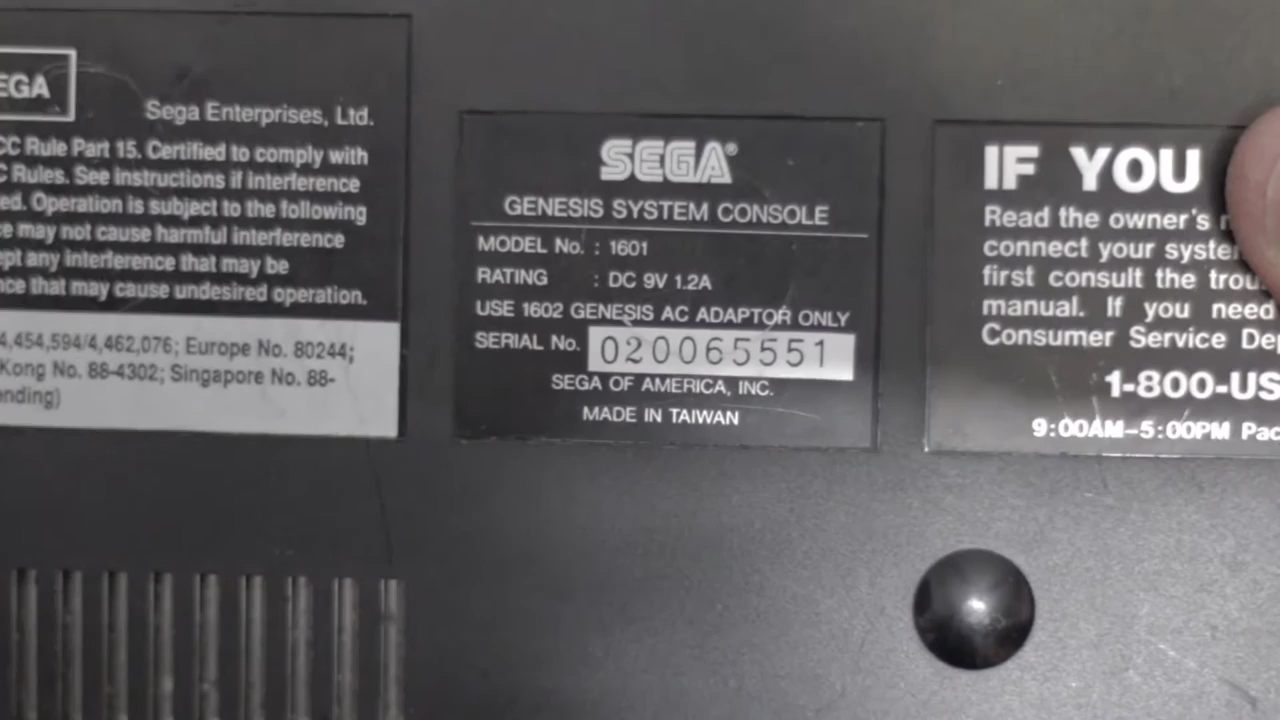 EGA
Sega Enterprises, Ltd.
CC Rule Part 15. Certified to comply with
C Rules. See instructions if interference
ed. Operation is subject to the following
ce may not cause harmful interference
ept any interference that may be
nce that may cause undesired operation.
4,454,594/4,462,076; Europe No. 80244;
Kong No. 88-4302; Singapore No. 88-
ending)
SEGA®
GENESIS SYSTEM CONSOLE
MODEL No. : 1601
RATING : DC 9V 1.2A
USE 1602 GENESIS AC ADAPTOR ONLY
SERIAL No. 020065551
SEGA OF AMERICA, INC.
MADE IN TAIWAN
IF YOU
Read the owner's
connect your syste
first consult the trou
manual. If you need
Consumer Service De
1-800-US
9:00AM–5:00PM Pac